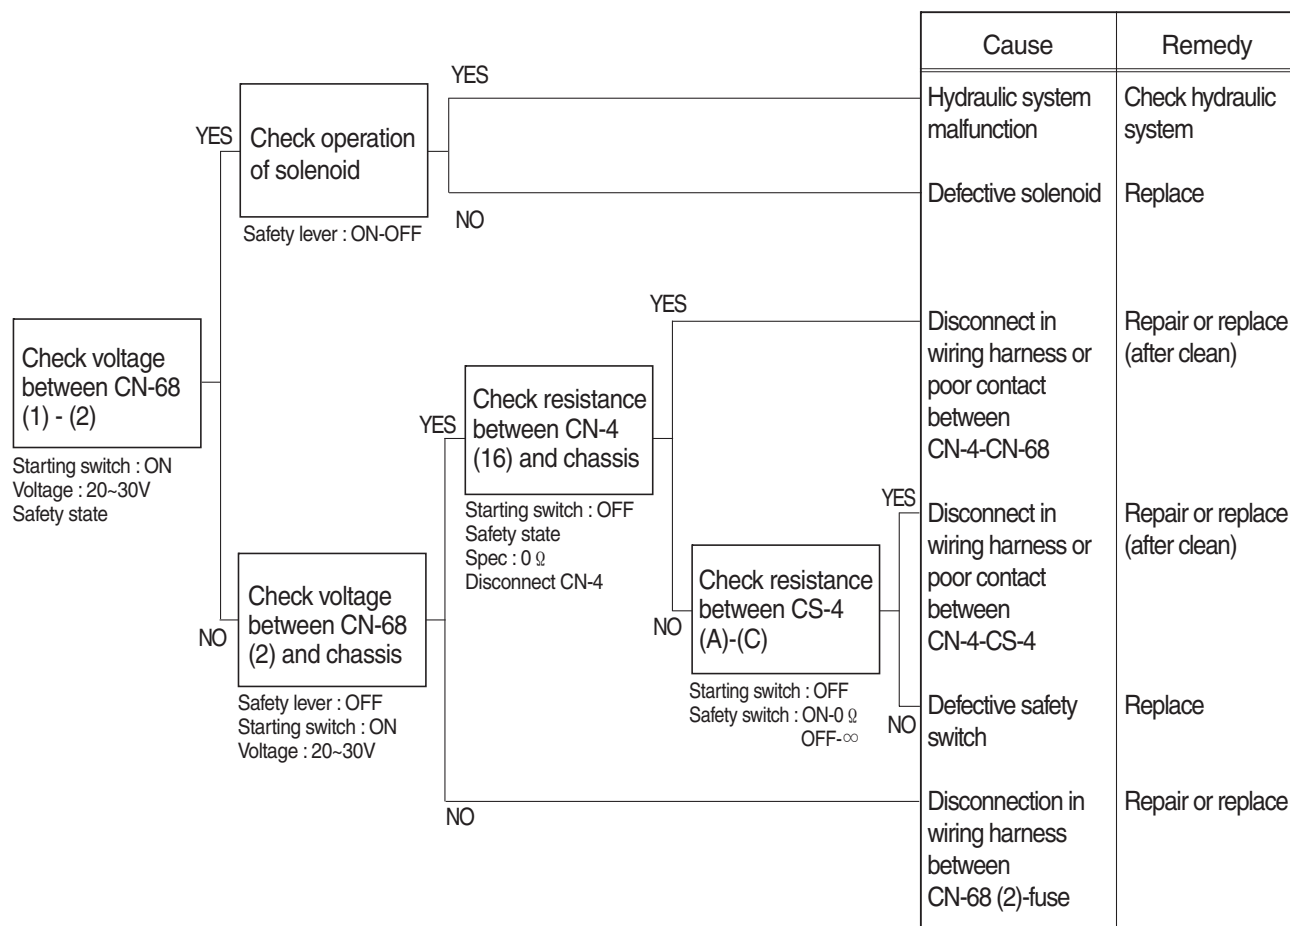 Cause
Remedy
YES
Hydraulic system
malfunction
Check hydraulic
system
YES
Check operation
of solenoid
Defective solenoid
Replace
NO
Safety lever : ON-OFF
YES
Disconnect in
wiring harness or
poor contact
between
CN-4-CN-68
Repair or replace
(after clean)
Check voltage
between CN-68
(1) - (2)
Starting switch : ON
Voltage : 20~30V
Safety state
YES
Check resistance
between CN-4
(16) and chassis
Starting switch : OFF
Safety state
Spec : 0 Ω
Disconnect CN-4
YES
Disconnect in
wiring harness or
poor contact
between
CN-4-CS-4
Repair or replace
(after clean)
NO
Check voltage
between CN-68
(2) and chassis
Safety lever : OFF
Starting switch : ON
Voltage : 20~30V
NO
Check resistance
between CS-4
(A)-(C)
Starting switch : OFF
Safety switch : ON-0 Ω
OFF-∞
NO
Defective safety
switch
Replace
NO
Disconnection in
wiring harness
between
CN-68 (2)-fuse
Repair or replace